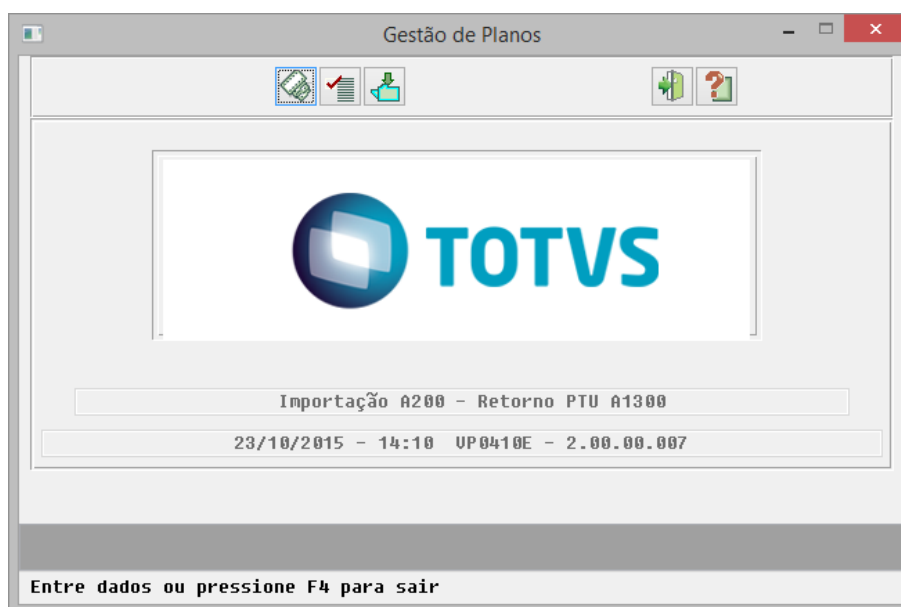 Gestão de Planos
TOTVS
Importação A200 - Retorno PTU A1300
23/10/2015 - 14:10 VP0410E - 2.00.00.007
Entre dados ou pressione F4 para sair